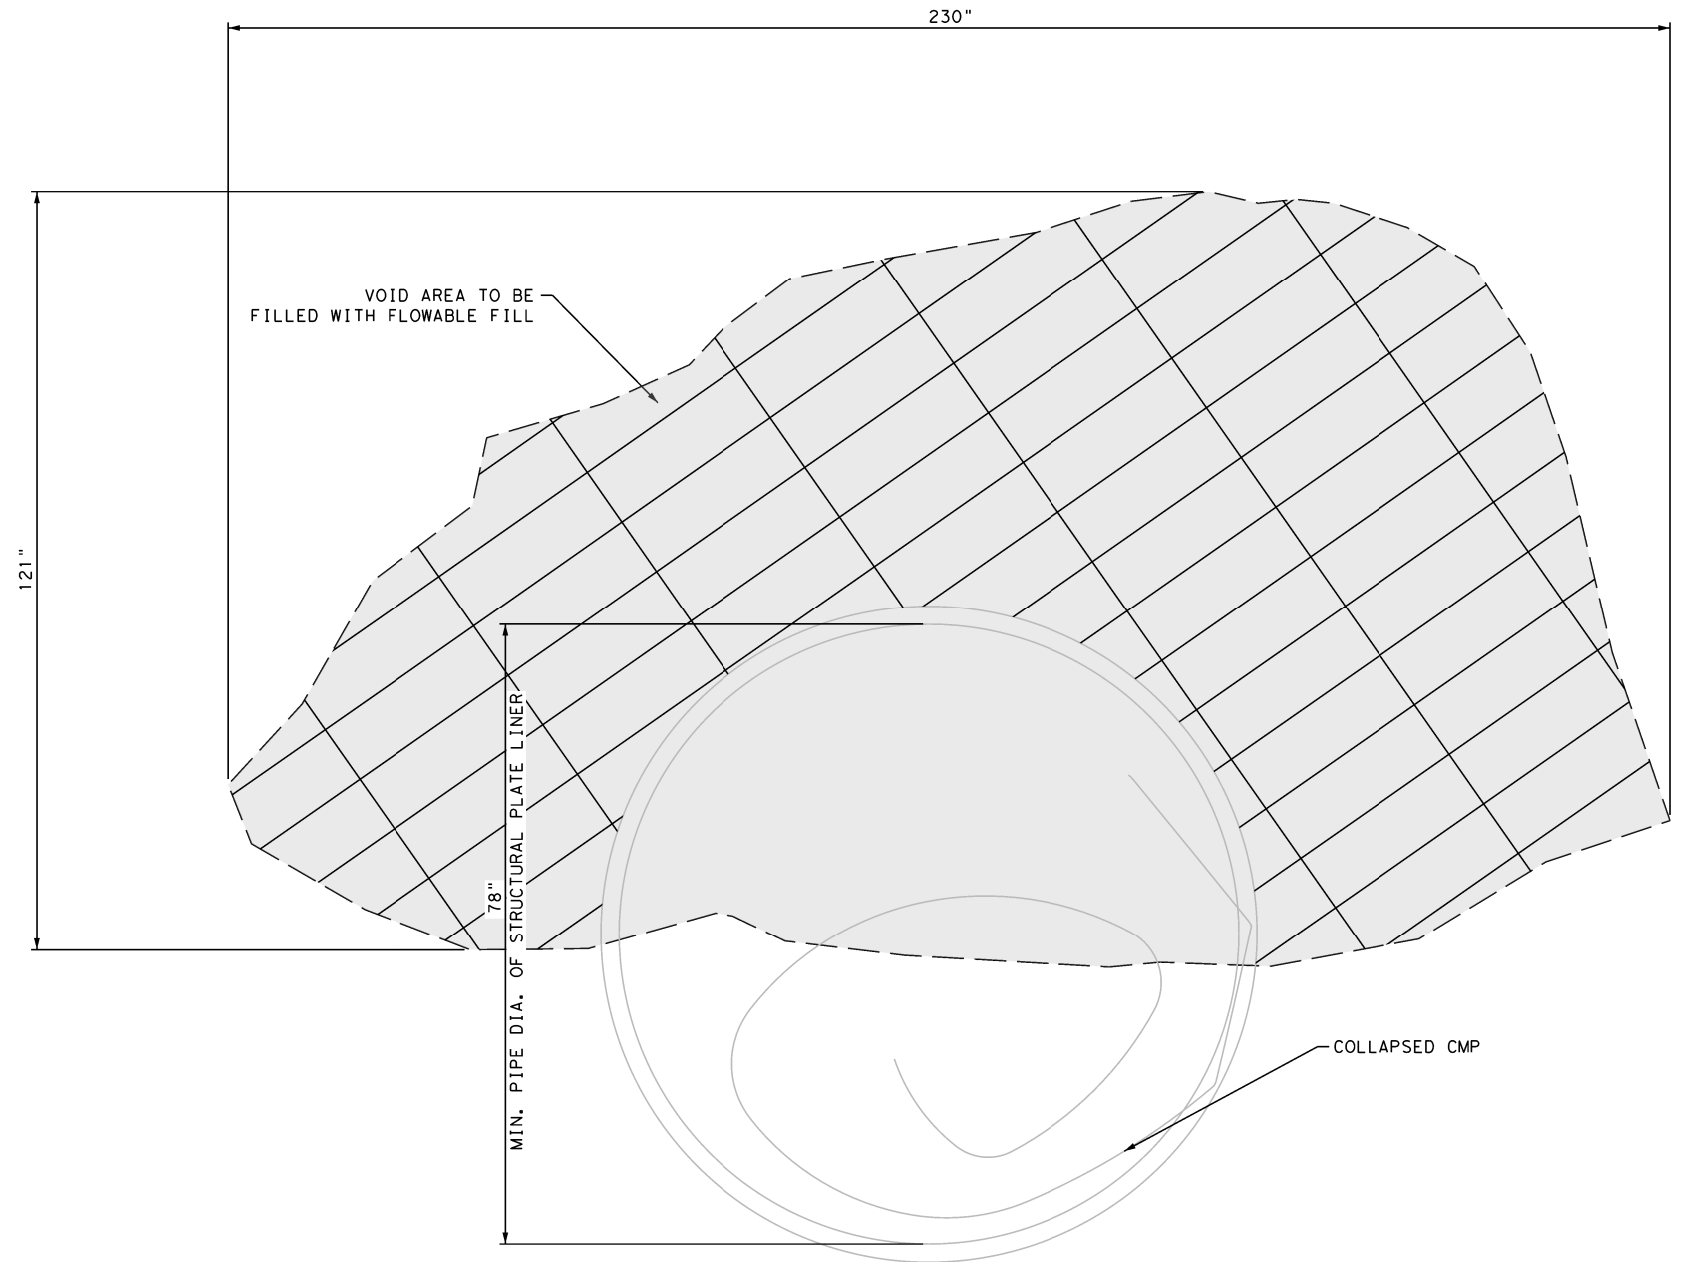 230"
VOID AREA TO BE
FILLED WITH FLOWABLE FILL
121"
78"
MIN. PIPE DIA. OF STRUCTURAL PLATE LINER
COLLAPSED CMP